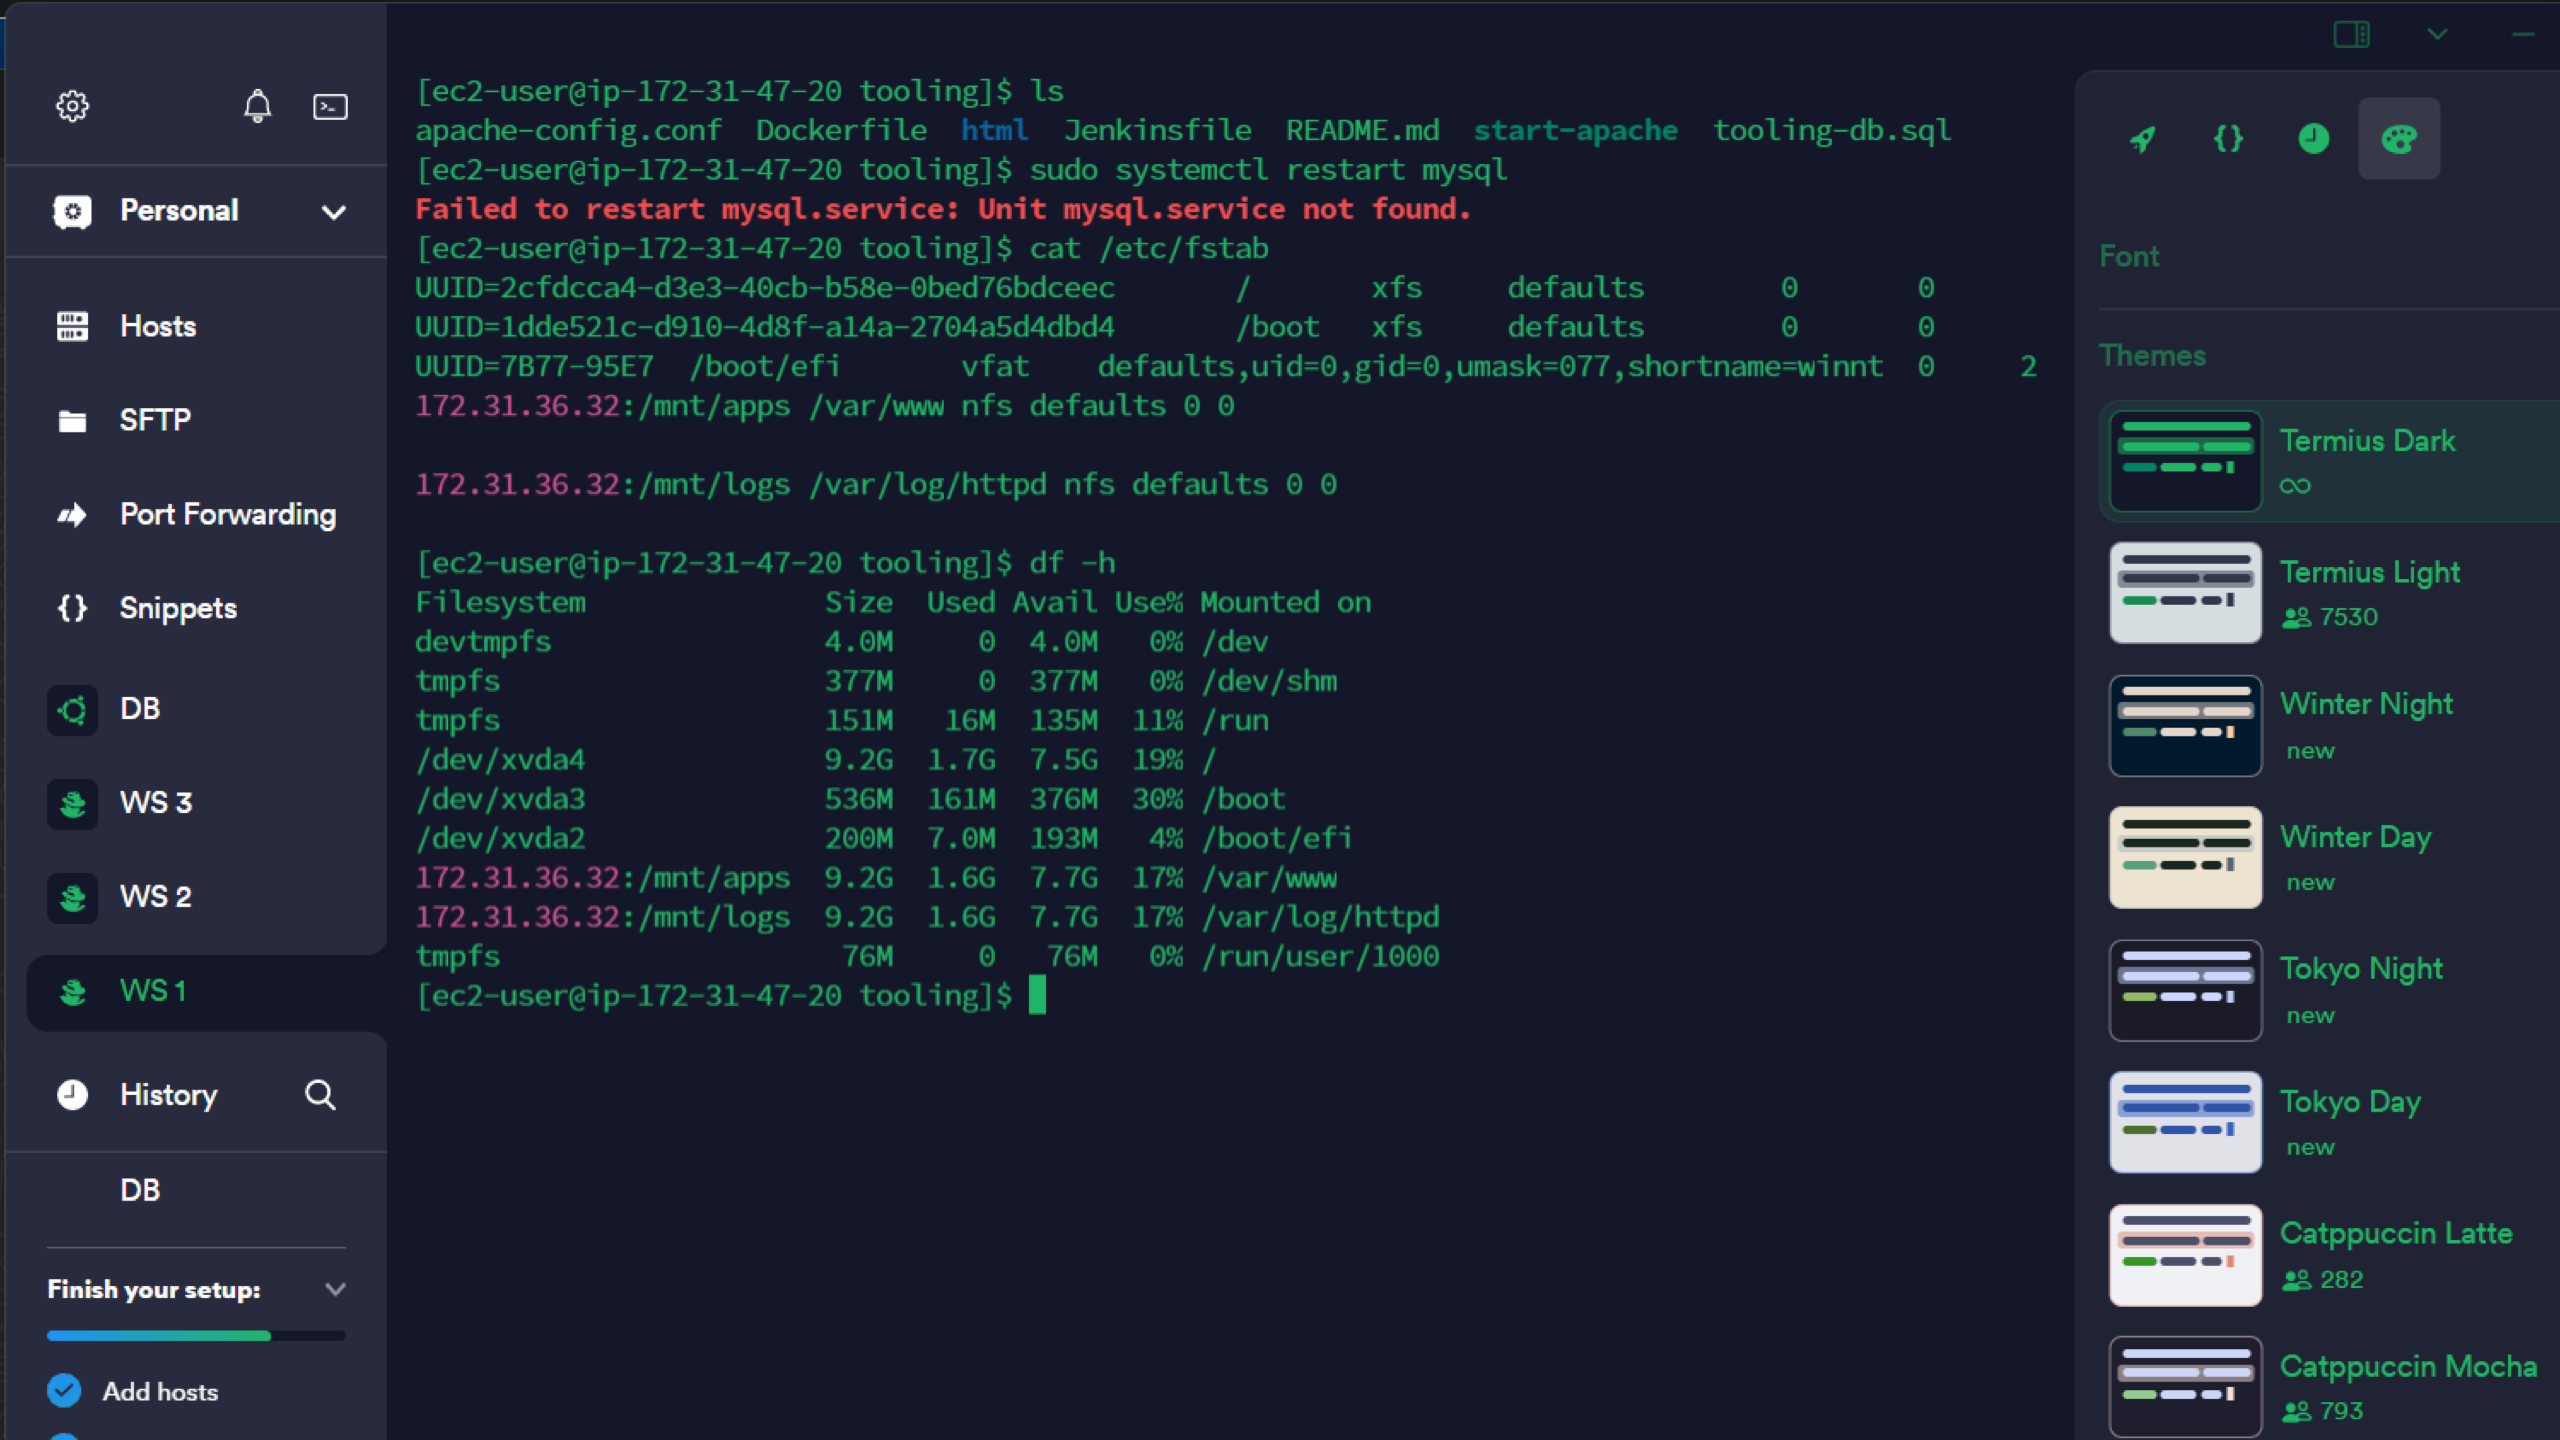 Personal
Hosts
SFTP
Port Forwarding
Snippets
DB
WS 3
WS 2
WS 1
History
DB
Finish your setup:
Add hosts
[ec2-user@ip-172-31-47-20 tooling]$ ls
apache-config.conf  Dockerfile  html  Jenkinsfile  README.md  start-apache  tooling-db.sql
[ec2-user@ip-172-31-47-20 tooling]$ sudo systemctl restart mysql
Failed to restart mysql.service: Unit mysql.service not found.
[ec2-user@ip-172-31-47-20 tooling]$ cat /etc/fstab
UUID=2cfdcca4-d3e3-40cb-b58e-0bed76bdceec       /       xfs     defaults        0       0
UUID=1dde521c-d910-4d8f-a14a-2704a5d4dbd4       /boot   xfs     defaults        0       0
UUID=7B77-95E7  /boot/efi       vfat    defaults,uid=0,gid=0,umask=077,shortname=winnt  0     2
172.31.36.32:/mnt/apps /var/www nfs defaults 0 0
172.31.36.32:/mnt/logs /var/log/httpd nfs defaults 0 0
[ec2-user@ip-172-31-47-20 tooling]$ df -h
Filesystem              Size  Used Avail Use% Mounted on
devtmpfs                4.0M     0  4.0M   0% /dev
tmpfs                   377M     0  377M   0% /dev/shm
tmpfs                   151M   16M  135M  11% /run
/dev/xvda4              9.2G  1.7G  7.5G  19% /
/dev/xvda3              536M  161M  376M  30% /boot
/dev/xvda2              200M  7.0M  193M   4% /boot/efi
172.31.36.32:/mnt/apps  9.2G  1.6G  7.7G  17% /var/www
172.31.36.32:/mnt/logs  9.2G  1.6G  7.7G  17% /var/log/httpd
tmpfs                    76M     0   76M   0% /run/user/1000
[ec2-user@ip-172-31-47-20 tooling]$
Font
Themes
Termius Dark
∞
Termius Light
7530
Winter Night
new
Winter Day
new
Tokyo Night
new
Tokyo Day
new
Catppuccin Latte
282
Catppuccin Mocha
793